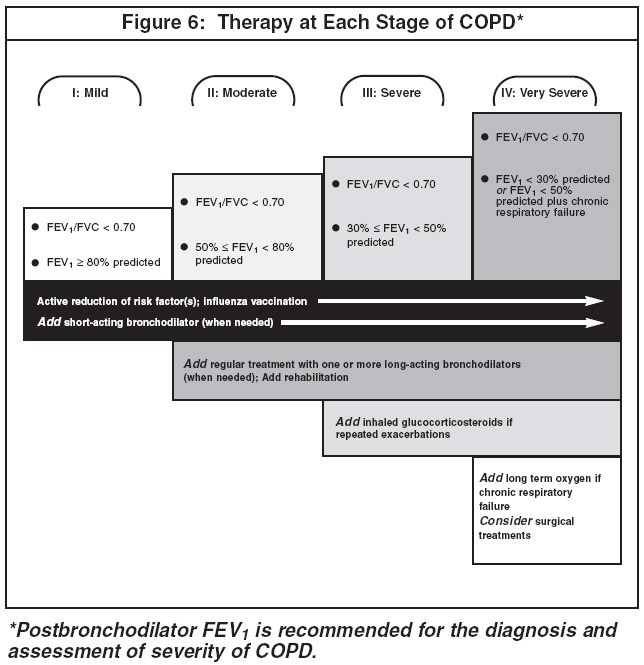 Figure 6: Therapy at Each Stage of COPD*
I: Mild
II: Moderate
III: Severe
IV: Very Severe
● FEV₁/FVC < 0.70
● FEV₁ ≥ 80% predicted
● FEV₁/FVC < 0.70
● 50% ≤ FEV₁ < 80%
predicted
● FEV₁/FVC < 0.70
● 30% ≤ FEV₁ < 50%
predicted
● FEV₁/FVC < 0.70
● FEV₁ < 30% predicted
or FEV₁ < 50%
predicted plus chronic
respiratory failure
Active reduction of risk factor(s); influenza vaccination
Add short-acting bronchodilator (when needed)
Add regular treatment with one or more long-acting bronchodilators
(when needed); Add rehabilitation
Add inhaled glucocorticosteroids if
repeated exacerbations
Add long term oxygen if
chronic respiratory
failure
Consider surgical
treatments
*Postbronchodilator FEV₁ is recommended for the diagnosis and
assessment of severity of COPD.